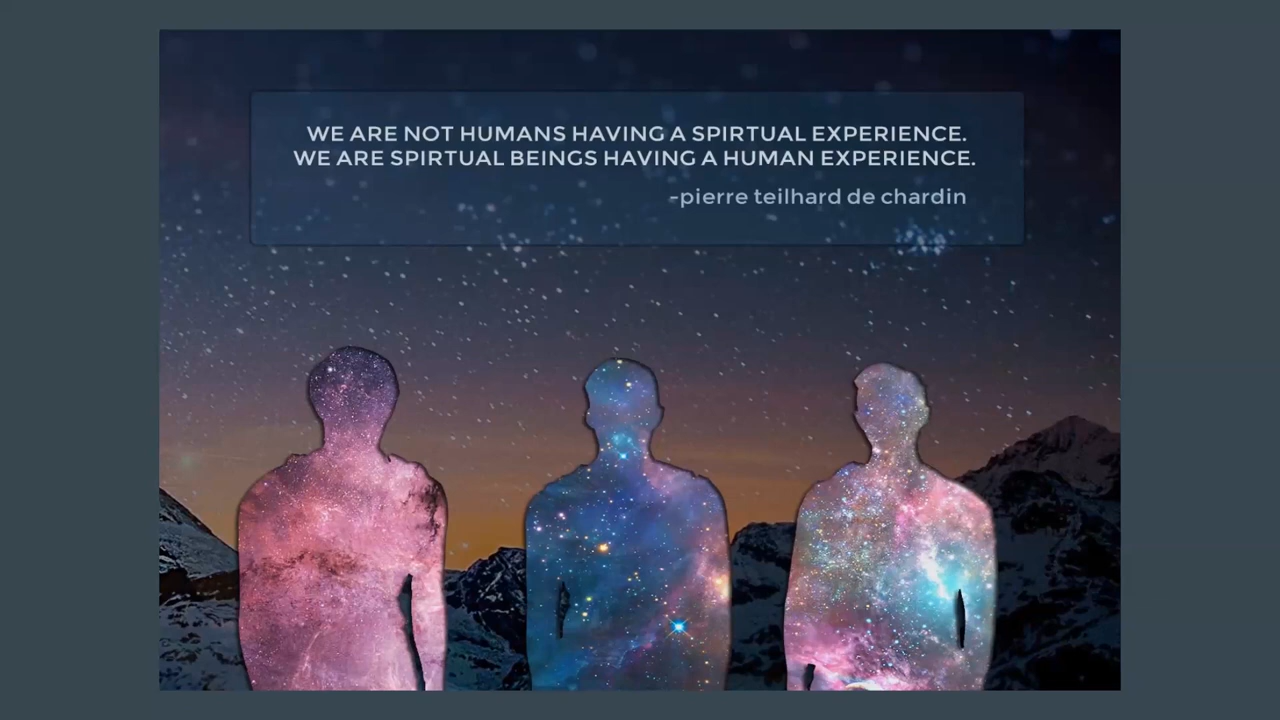 WE ARE NOT HUMANS HAVING A SPIRTUAL EXPERIENCE.
WE ARE SPIRTUAL BEINGS HAVING A HUMAN EXPERIENCE.
-pierre teilhard de chardin